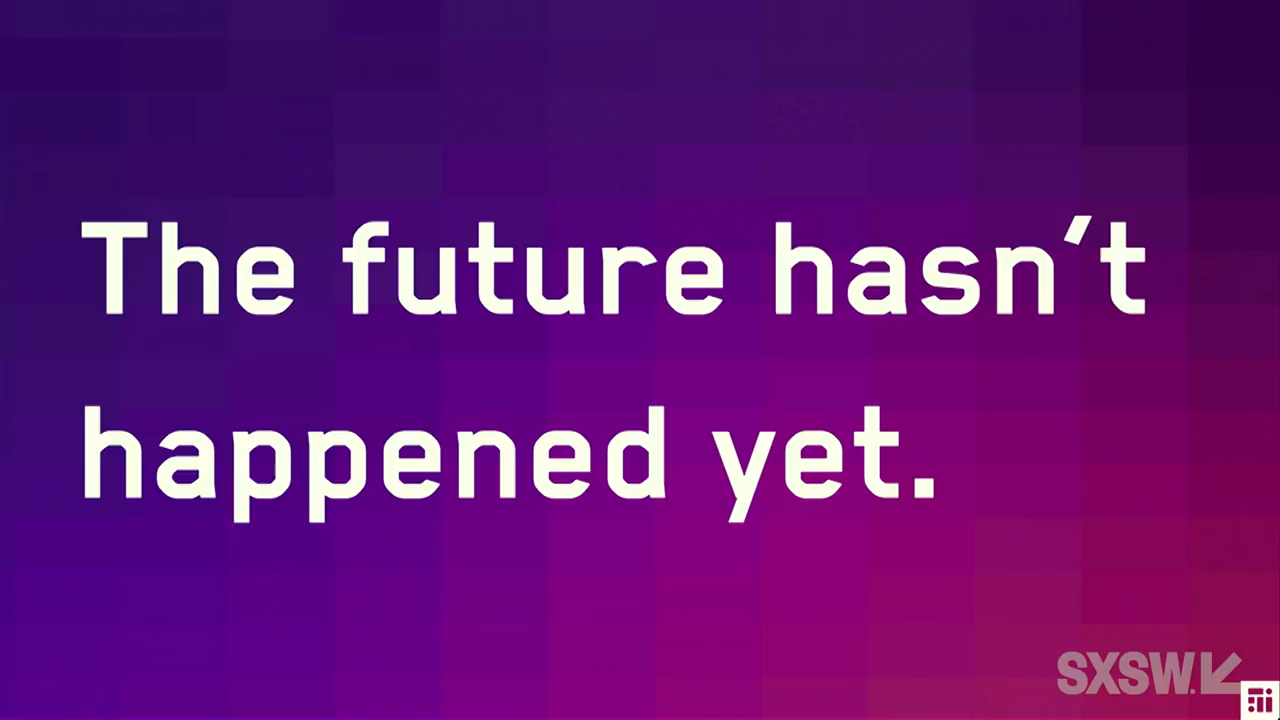 The future hasn’t
happened yet.
SXSW.